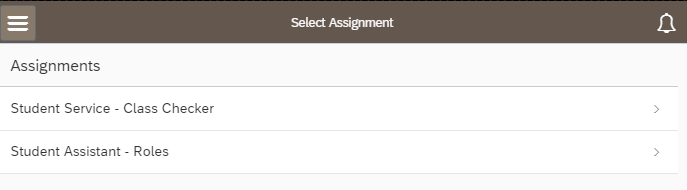 Select Assignment
Assignments
Student Service - Class Checker
Student Assistant - Roles